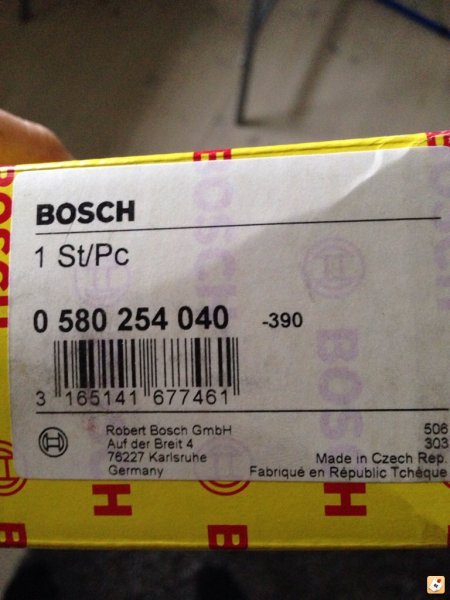 BOSCH
1 St/Pc
0 580 254 040 -390
3 165141 677461
Robert Bosch GmbH
Auf der Breit 4
76227 Karlsruhe
Germany
506
303
Made in Czech Rep.
Fabriqué en République Tchèque